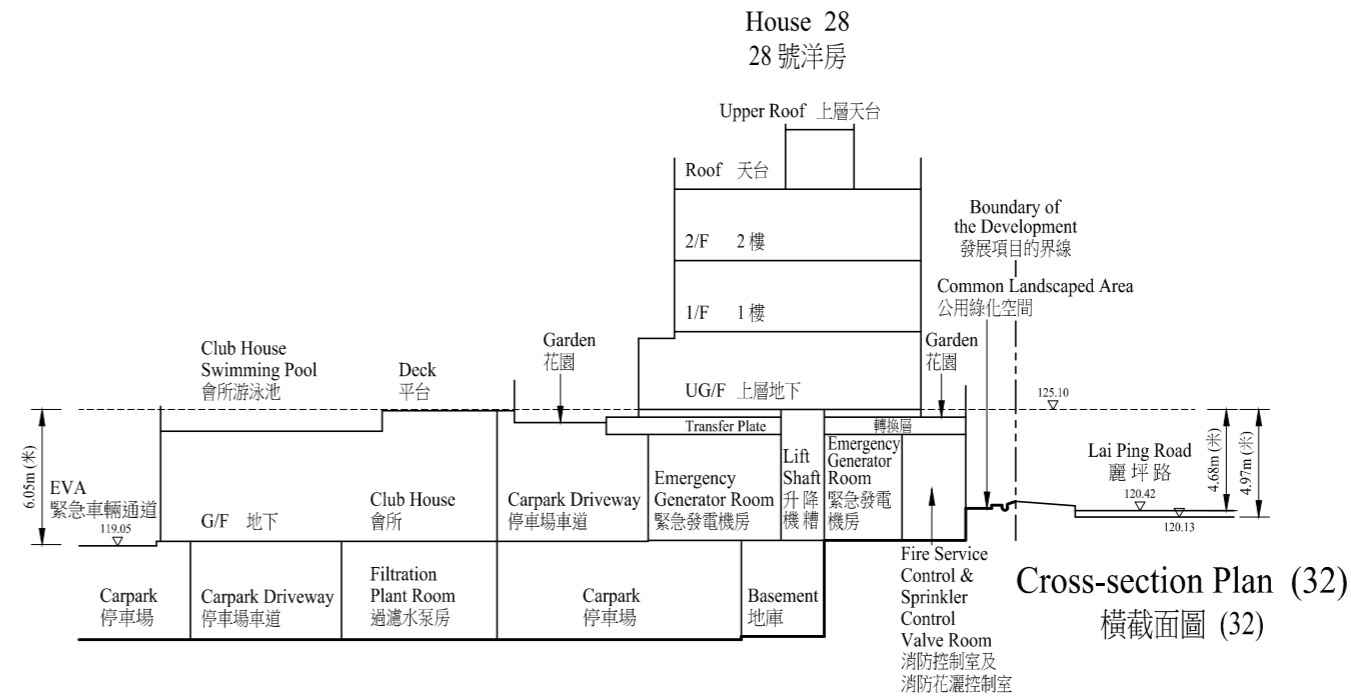 House 28
28 號洋房
Upper Roof 上層天台
Roof 天台
Boundary of
the Development
發展項目的界線
2/F 2 樓
Common Landscaped Area
公用綠化空間
1/F 1 樓
Club House
Swimming Pool
會所游泳池
Deck
平台
Garden
花園
Garden
花園
UG/F 上層地下
125.10
Transfer Plate 轉換層
6.05m (米)
EVA
緊急車輛通道
119.05
G/F 地下
Club House
會所
Carpark Driveway
停車場車道
Emergency
Generator Room
緊急發電機房
Lift
Shaft
升降
機糟
Emergency
Generator
Room
緊急發電
機房
Lai Ping Road
麗坪路
120.42
120.13
4.68m (米)
4.97m (米)
Carpark
停車場
Carpark Driveway
停車場車道
Filtration
Plant Room
過濾水泵房
Carpark
停車場
Basement
地庫
Fire Service
Control &
Sprinkler
Control
Valve Room
消防控制室及
消防花灑控制室
Cross-section Plan (32)
橫截面圖 (32)